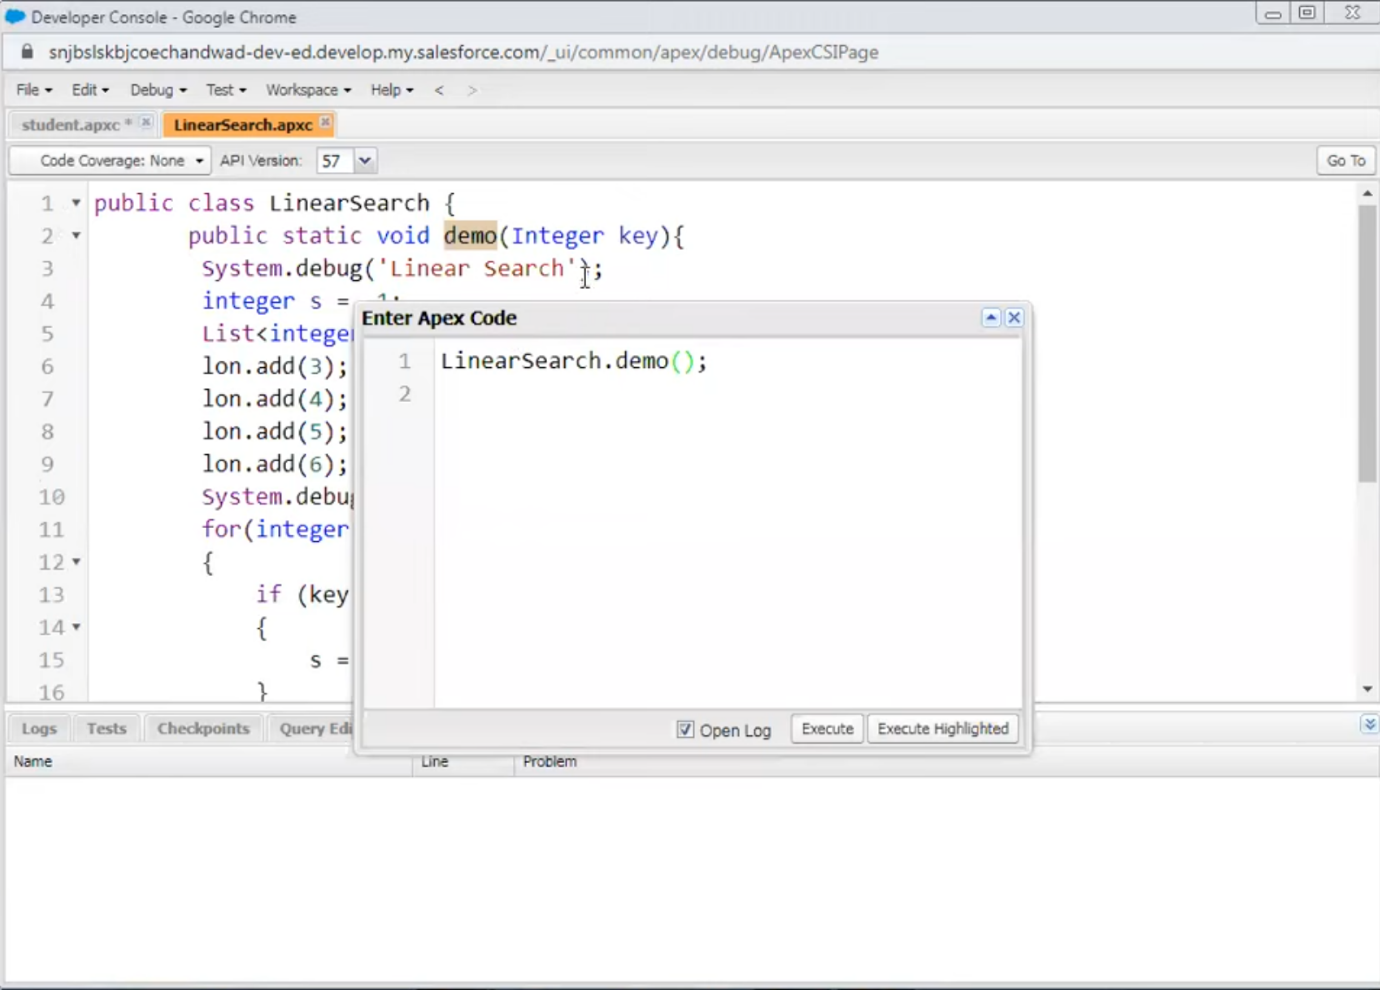 Developer Console - Google Chrome
snjbslskbjcoechandwad-dev-ed.develop.my.salesforce.com/_ui/common/apex/debug/ApexCSIPage
File Edit Debug Test Workspace Help < >
student.apxc * LinearSearch.apxc
Code Coverage: None API Version: 57 Go To
1 public class LinearSearch {
2 public static void demo(Integer key){
3 System.debug('Linear Search');
4 integer s =
5 List<integer
6 lon.add(3);
7 lon.add(4);
8 lon.add(5);
9 lon.add(6);
10 System.debug
11 for(integer
12 {
13 if (key
14 {
15 s =
16 }
Enter Apex Code
1 LinearSearch.demo();
2
Open Log Execute Execute Highlighted
Logs Tests Checkpoints Query Edi
Name Line Problem